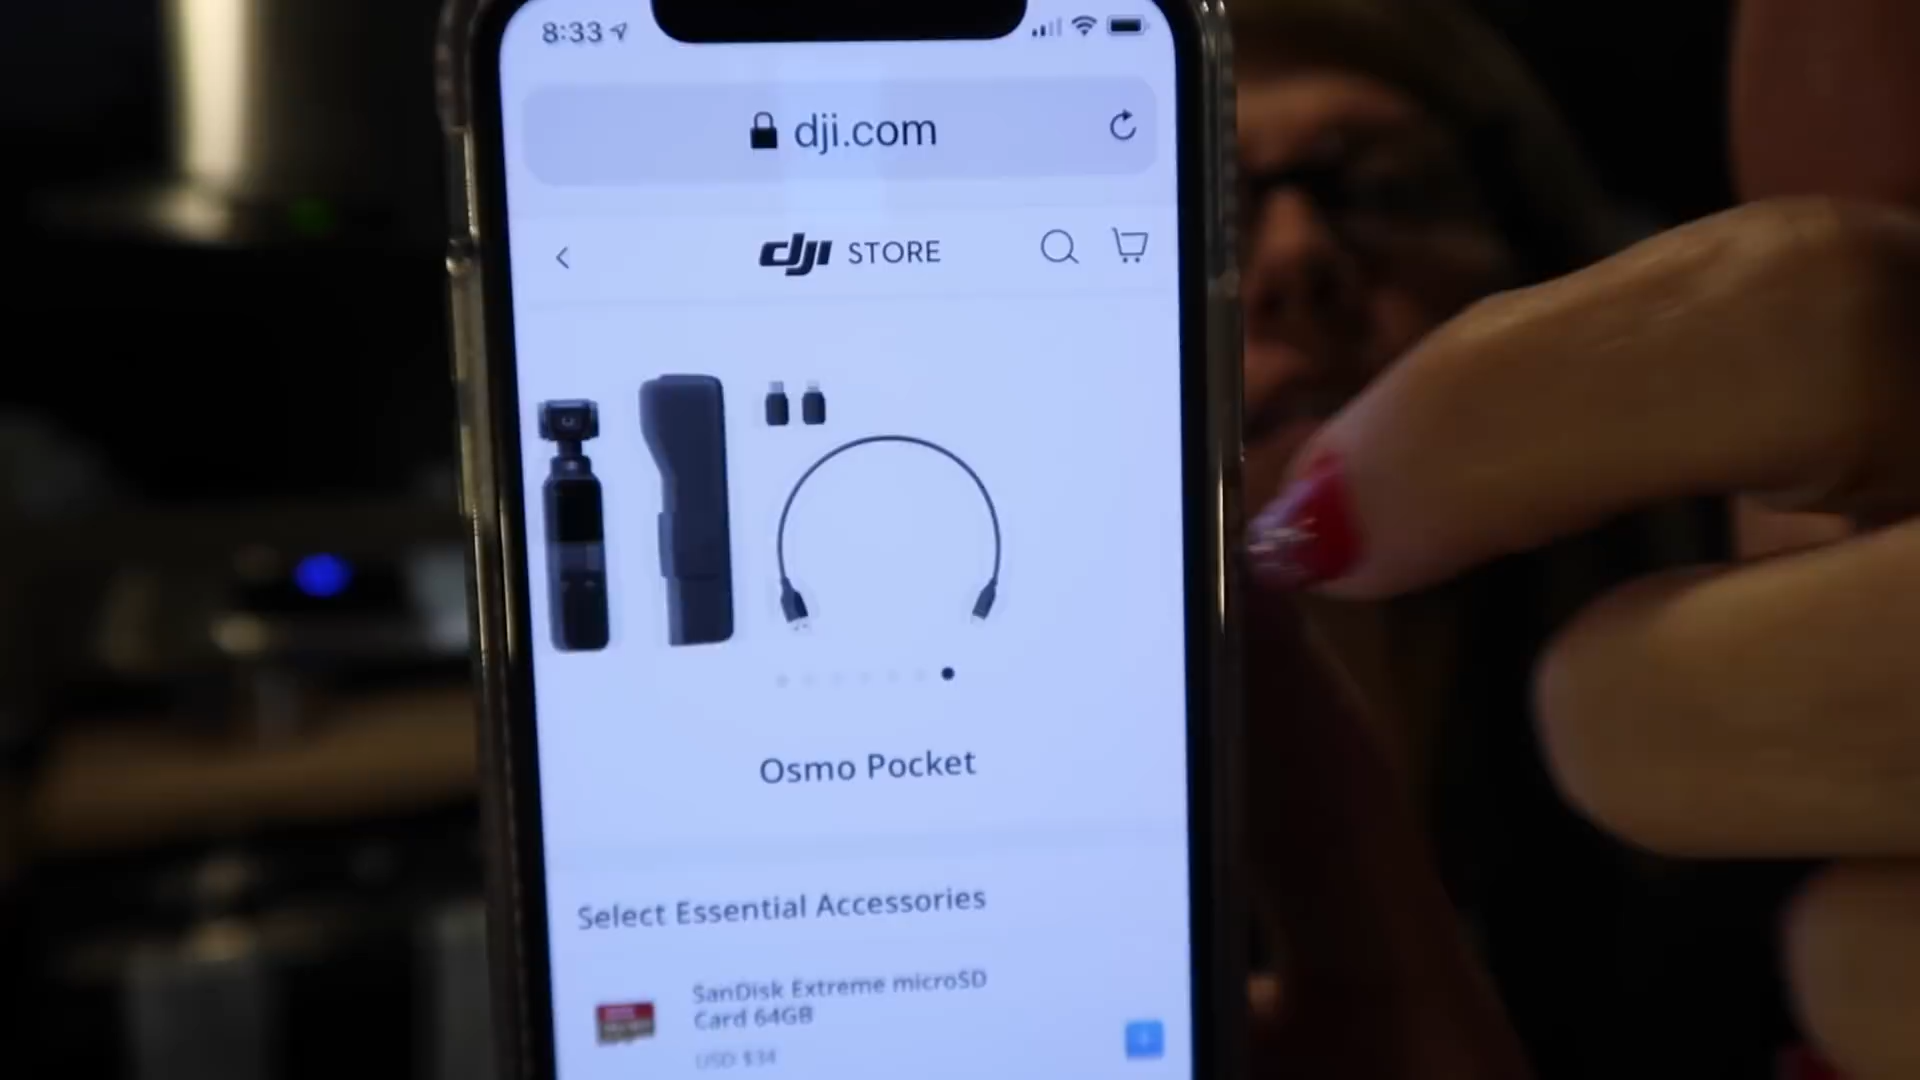 8:33
dji.com
dji STORE
Osmo Pocket
Select Essential Accessories
SanDisk Extreme microSD
Card 64GB
USD $34